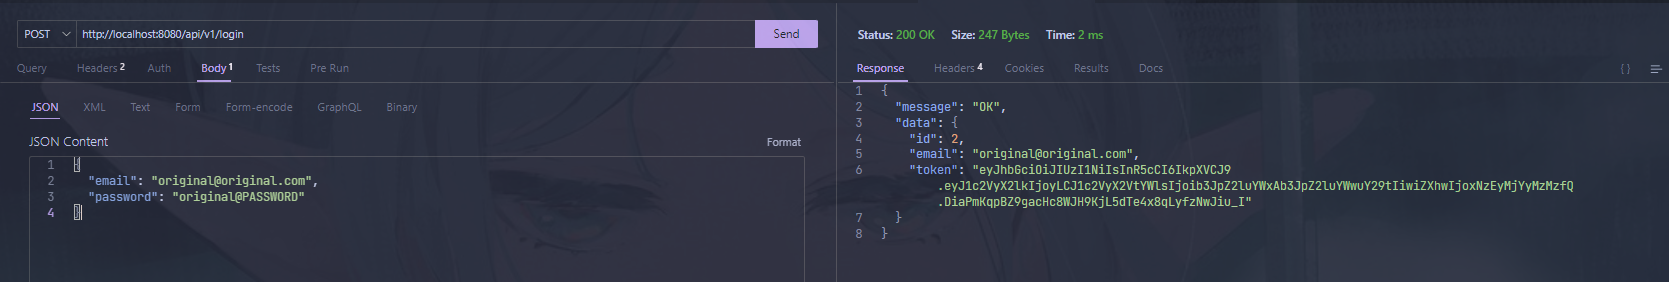 POST http://localhost:8080/api/v1/login Send
Query Headers 2 Auth Body 1 Tests Pre Run
JSON XML Text Form Form-encode GraphQL Binary
JSON Content Format
1 {
2 "email": "original@original.com",
3 "password": "original@PASSWORD"
4 }
Status: 200 OK Size: 247 Bytes Time: 2 ms
Response Headers 4 Cookies Results Docs { }
1 {
2 "message": "OK",
3 "data": {
4 "id": 2,
5 "email": "original@original.com",
6 "token": "eyJhbGciOiJIUzI1NiIsInR5cCI6IkpXVCJ9
.eyJ1c2VyX2lkIjoyLCJ1c2VyX2VtYWlsIjoib3JpZ2luYWxAb3JpZ2luYWwuY29tIiwiZXhwIjoxNzEyMjYyMzMzfQ
.DiaPmKqpBZ9gacHc8WJH9KjL5dTe4x8qLyfzNwJiu_I"
7 }
8 }